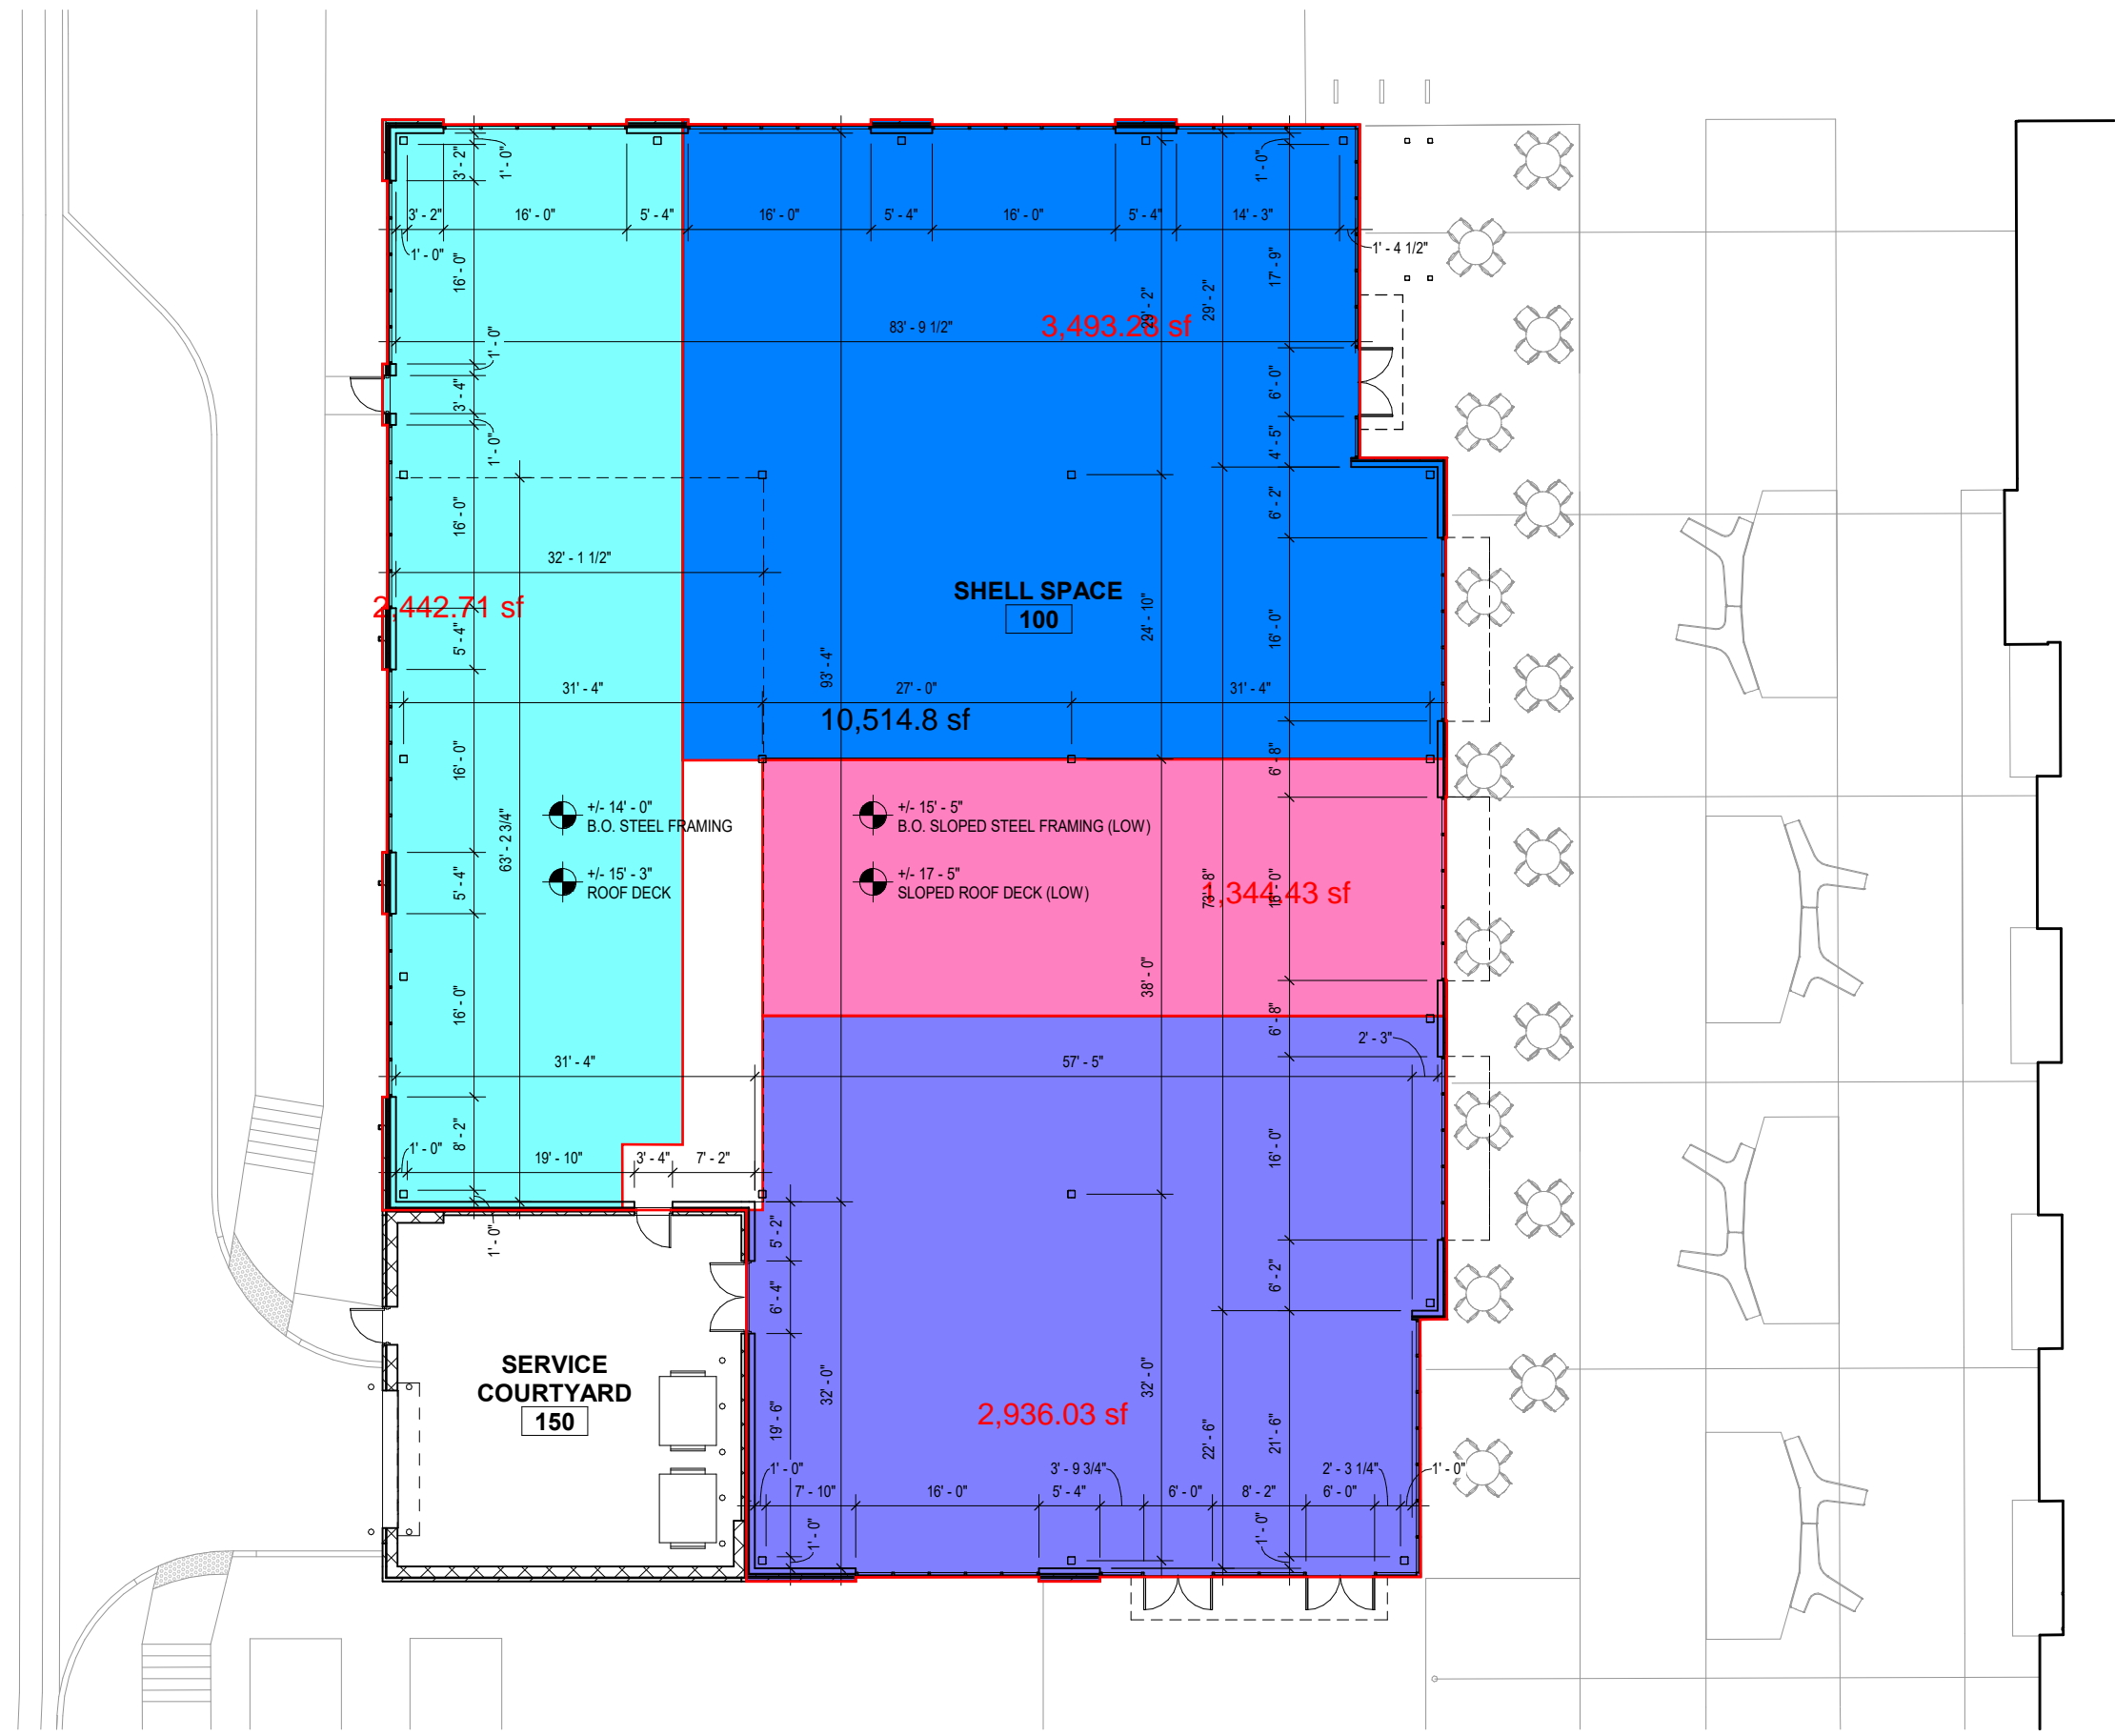 3' - 2"
1' - 0"
1' - 0"
3' - 2"
16' - 0"
5' - 4"
16' - 0"
5' - 4"
16' - 0"
5' - 4"
14' - 3"
1' - 0"
1' - 4 1/2"
16' - 0"
29' - 2"
29' - 2"
17' - 9"
83' - 9 1/2"
3,493.28 sf
1' - 0"
3' - 4"
6' - 0"
1' - 0"
4' - 5"
16' - 0"
6' - 2"
32' - 1 1/2"
SHELL SPACE
100
2,442.71 sf
5' - 4"
24' - 10"
16' - 0"
93' - 4"
31' - 4"
27' - 0"
31' - 4"
10,514.8 sf
16' - 0"
6' - 8"
+/- 14' - 0"
B.O. STEEL FRAMING
+/- 15' - 5"
B.O. SLOPED STEEL FRAMING (LOW)
63' - 2 3/4"
+/- 15' - 3"
ROOF DECK
+/- 17 - 5"
SLOPED ROOF DECK (LOW)
5' - 4"
73' - 8"
16' - 0"
1,344.43 sf
38' - 0"
16' - 0"
6' - 8"
2' - 3"
31' - 4"
57' - 5"
8' - 2"
1' - 0"
19' - 10"
3' - 4"
7' - 2"
16' - 0"
1' - 0"
5' - 2"
6' - 4"
6' - 2"
SERVICE
COURTYARD
150
32' - 0"
32' - 0"
19' - 6"
2,936.03 sf
22' - 6"
21' - 6"
1' - 0"
3' - 9 3/4"
2' - 3 1/4"
1' - 0"
7' - 10"
16' - 0"
5' - 4"
6' - 0"
8' - 2"
6' - 0"
1' - 0"
1' - 0"